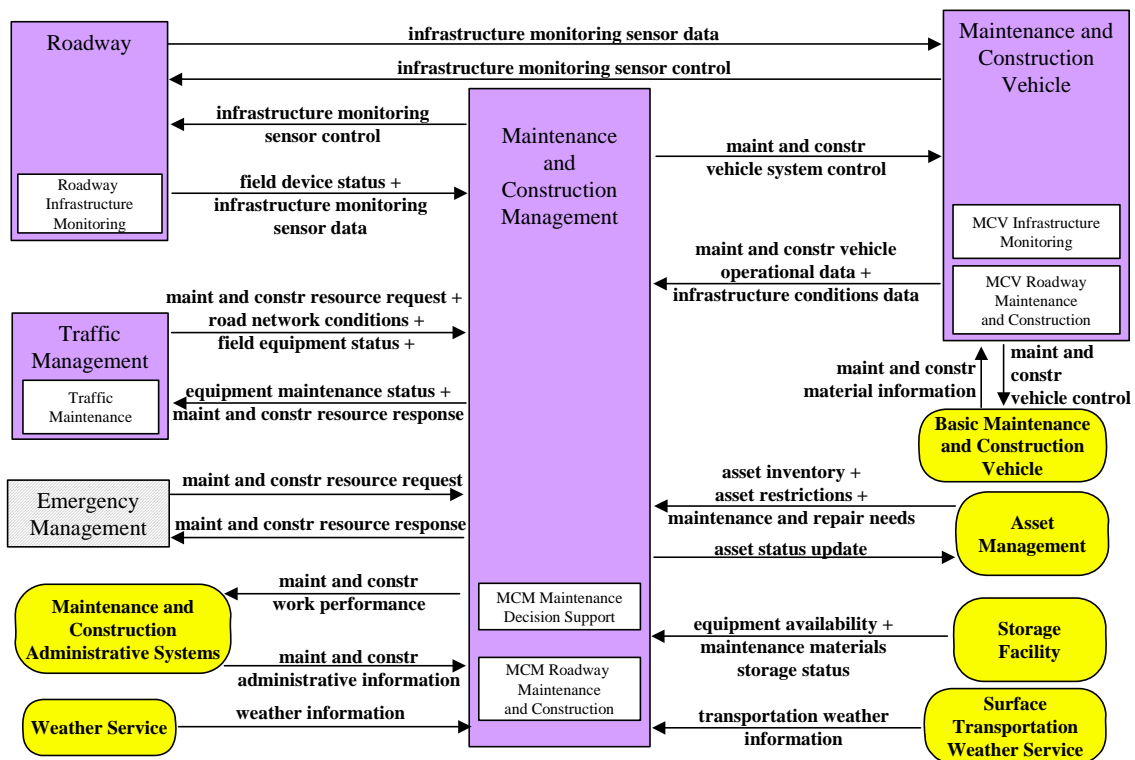 Roadway
infrastructure monitoring sensor data
Maintenance and
Construction
Vehicle
infrastructure monitoring sensor control
infrastructure monitoring
sensor control
Maintenance
and
Construction
Management
maint and constr
vehicle system control
Roadway
Infrastructure
Monitoring
field device status +
infrastructure monitoring
sensor data
MCV Infrastructure
Monitoring
maint and constr vehicle
operational data +
infrastructure conditions data
MCV Roadway
Maintenance
and Construction
maint and constr resource request +
road network conditions +
field equipment status +
Traffic
Management
Traffic
Maintenance
equipment maintenance status +
maint and constr resource response
maint and constr
material information
maint and
constr
vehicle control
Basic Maintenance
and Construction
Vehicle
Emergency
Management
maint and constr resource request
maint and constr resource response
asset inventory +
asset restrictions +
maintenance and repair needs
asset status update
Asset
Management
Maintenance and
Construction
Administrative Systems
maint and constr
work performance
maint and constr
administrative information
MCM Maintenance
Decision Support
equipment availability +
maintenance materials
storage status
Storage
Facility
MCM Roadway
Maintenance
and Construction
Weather Service
weather information
transportation weather
information
Surface
Transportation
Weather Service